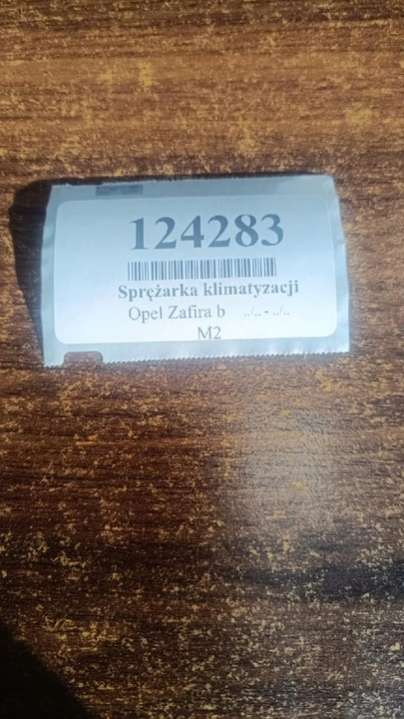 124283
Sprężarka klimatyzacji
Opel Zafira b ../.. - ../..
M2